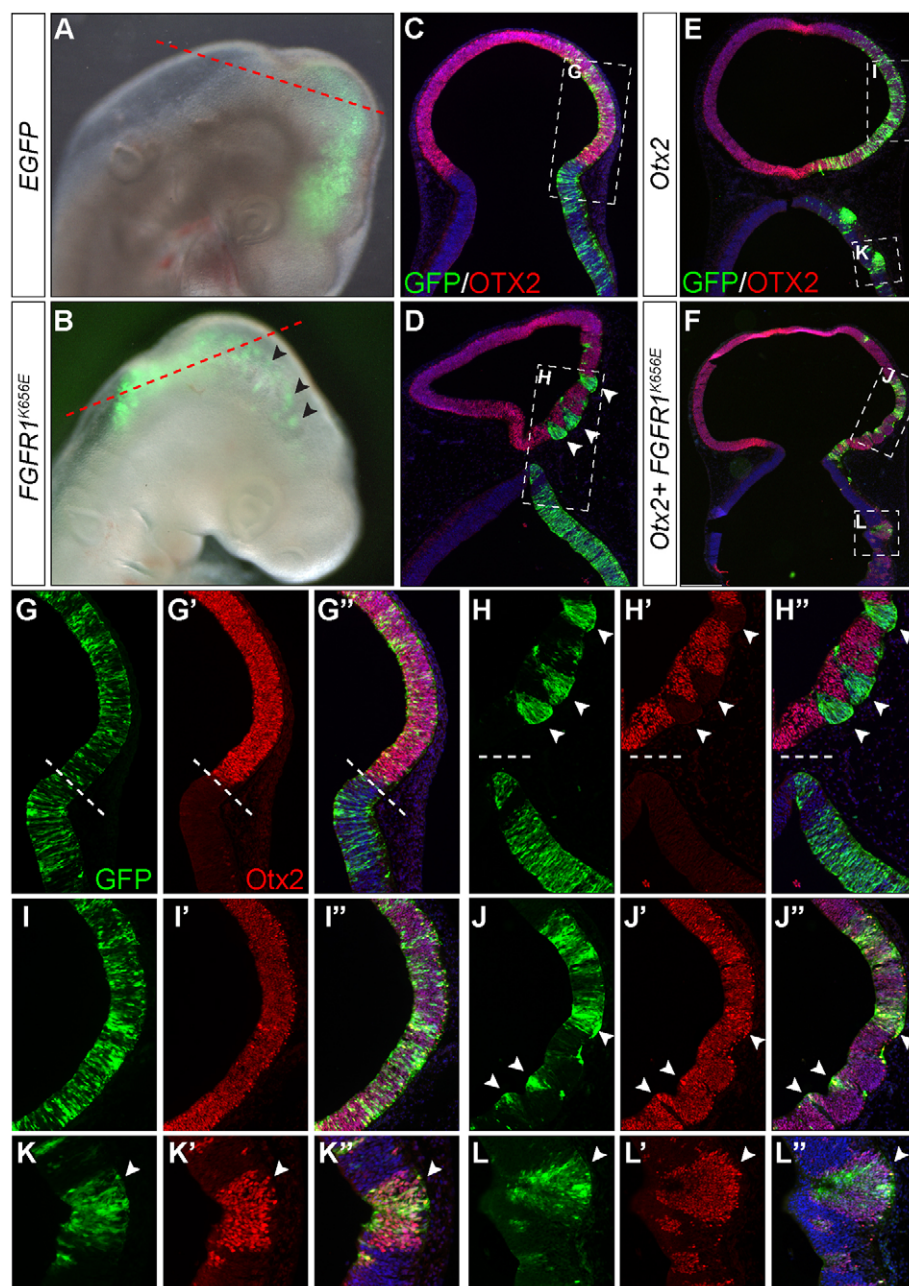 A
C
E
EGFP
G
Otx2
I
K
GFP/OTX2
GFP/OTX2
B
D
F
FGFR1K656E
H
Otx2+ FGFR1K656E
J
L
G
G’
G”
H
H’
H”
GFP
Otx2
I
I’
I”
J
J’
J”
K
K’
K”
L
L’
L”